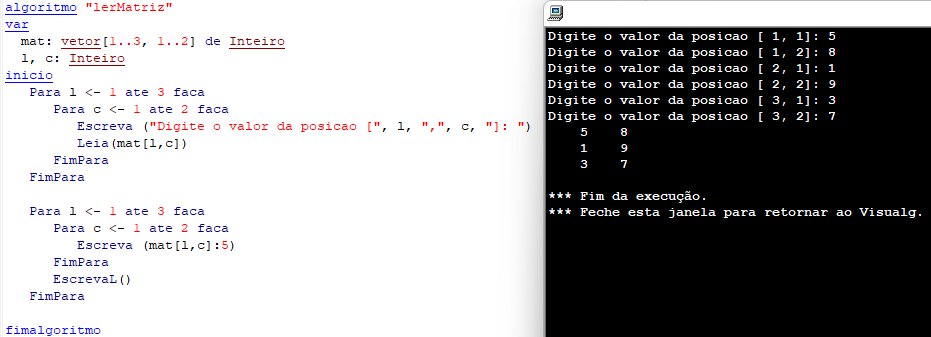 algoritmo "lerMatriz"
var
mat: vetor[1..3, 1..2] de Inteiro
l, c: Inteiro
inicio
Para l <- 1 ate 3 faca
Para c <- 1 ate 2 faca
Escreva ("Digite o valor da posicao [", l, ",", c, "]: ")
Leia(mat[l,c])
FimPara
FimPara
Para l <- 1 ate 3 faca
Para c <- 1 ate 2 faca
Escreva (mat[l,c]:5)
FimPara
EscrevaL()
FimPara
fimalgoritmo
Digite o valor da posicao [ 1, 1]: 5
Digite o valor da posicao [ 1, 2]: 8
Digite o valor da posicao [ 2, 1]: 1
Digite o valor da posicao [ 2, 2]: 9
Digite o valor da posicao [ 3, 1]: 3
Digite o valor da posicao [ 3, 2]: 7
5 8
1 9
3 7
*** Fim da execução.
*** Feche esta janela para retornar ao Visualg.